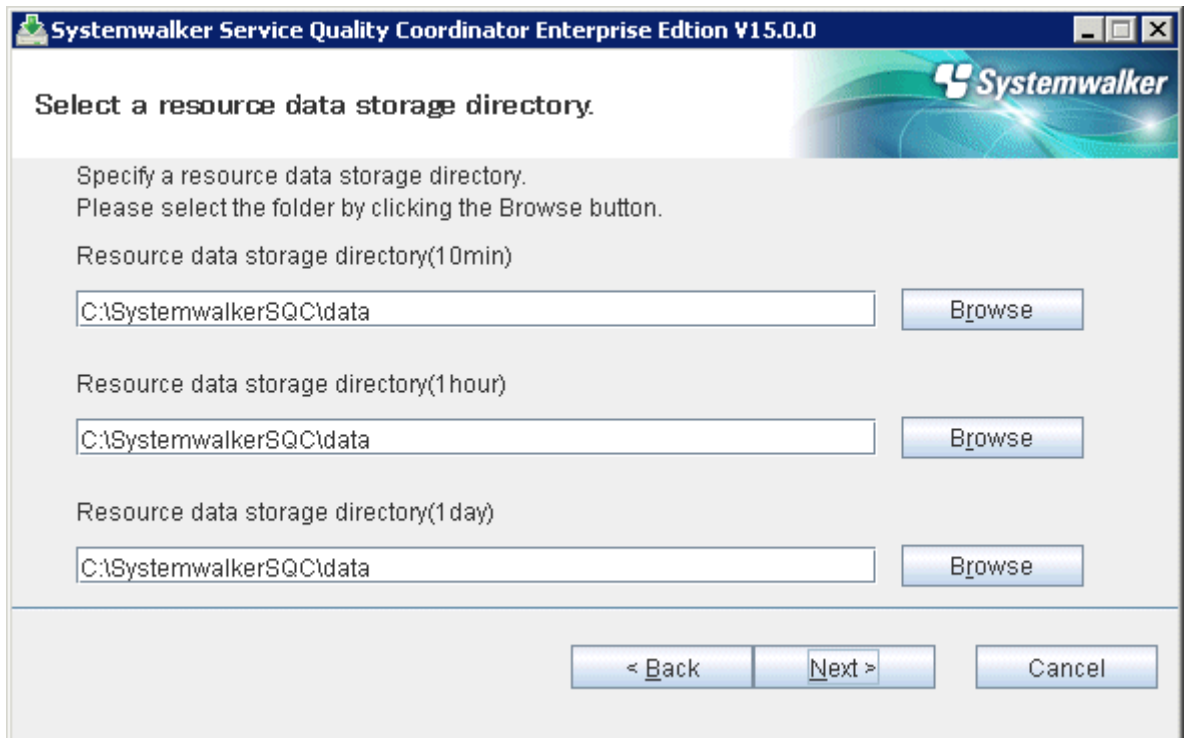 Systemwalker Service Quality Coordinator Enterprise Edtion V15.0.0
Systemwalker
Select a resource data storage directory.
Specify a resource data storage directory.
Please select the folder by clicking the Browse button.
Resource data storage directory(10min)
C:\SystemwalkerSQC\data
Browse
Resource data storage directory(1hour)
C:\SystemwalkerSQC\data
Browse
Resource data storage directory(1day)
C:\SystemwalkerSQC\data
Browse
< Back Next > Cancel